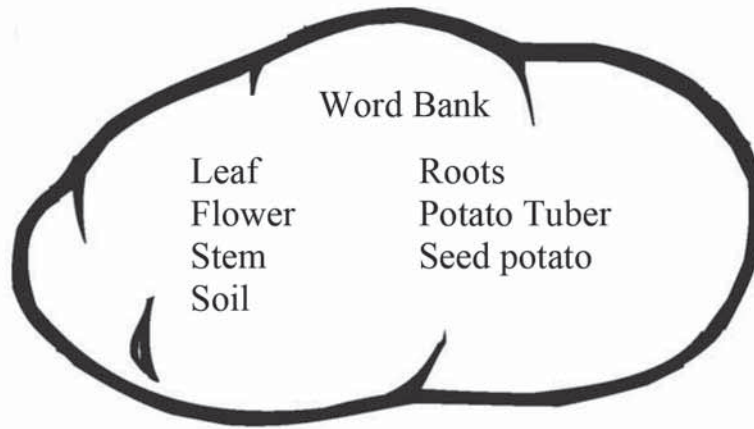 Word Bank
Leaf
Flower
Stem
Soil
Roots
Potato Tuber
Seed potato